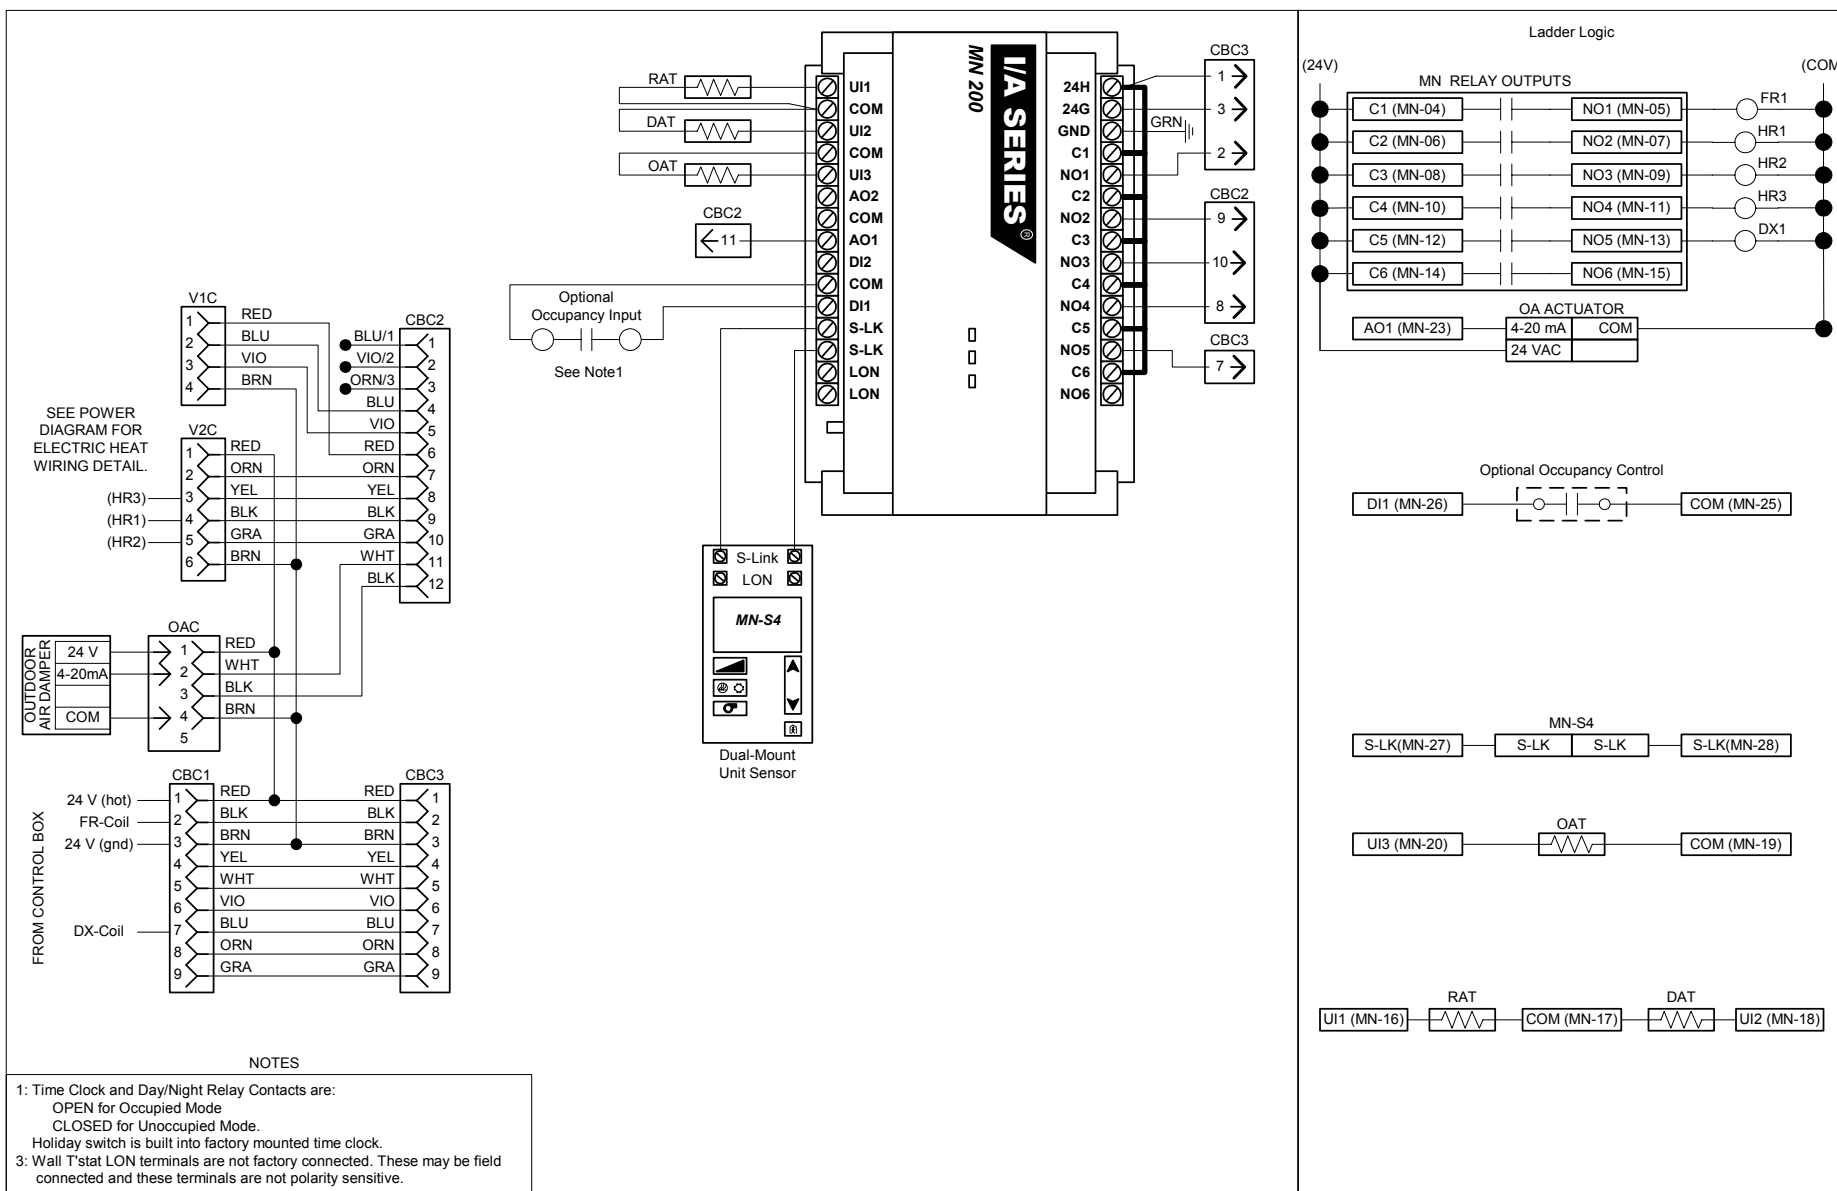 RAT
DAT
OAT
CBC2
11
Optional
Occupancy Input
See Note1
UI1
COM
UI2
COM
UI3
AO2
COM
AO1
DI2
COM
DI1
S-LK
S-LK
LON
LON
I/A SERIES ®
MN 200
24H
24G
GND
C1
NO1
C2
NO2
C3
NO3
C4
NO4
C5
NO5
C6
NO6
GRN
CBC3
1
3
2
CBC2
9
10
8
CBC3
7
V1C
1 RED
2 BLU
3 VIO
4 BRN
SEE POWER
DIAGRAM FOR
ELECTRIC HEAT
WIRING DETAIL.
V2C
1 RED
2 ORN
(HR3) 3 YEL
(HR1) 4 BLK
(HR2) 5 GRA
6 BRN
CBC2
BLU/1 1
VIO/2 2
ORN/3 3
BLU 4
VIO 5
RED 6
ORN 7
YEL 8
BLK 9
GRA 10
WHT 11
BLK 12
OUTDOOR
AIR DAMPER
24 V
4-20mA
COM
OAC
1 RED
2 WHT
3 BLK
4 BRN
5
FROM CONTROL BOX
CBC1 CBC3
24 V (hot) 1 RED RED 1
FR-Coil 2 BLK BLK 2
24 V (gnd) 3 BRN BRN 3
4 YEL YEL 4
5 WHT WHT 5
6 VIO VIO 6
DX-Coil 7 BLU BLU 7
8 ORN ORN 8
9 GRA GRA 9
S-Link
LON
MN-S4
Dual-Mount
Unit Sensor
NOTES
1: Time Clock and Day/Night Relay Contacts are:
OPEN for Occupied Mode
CLOSED for Unoccupied Mode.
Holiday switch is built into factory mounted time clock.
3: Wall T'stat LON terminals are not factory connected. These may be field
connected and these terminals are not polarity sensitive.
Ladder Logic
(24V) (COM
MN RELAY OUTPUTS
C1 (MN-04) NO1 (MN-05) FR1
C2 (MN-06) NO2 (MN-07) HR1
C3 (MN-08) NO3 (MN-09) HR2
C4 (MN-10) NO4 (MN-11) HR3
C5 (MN-12) NO5 (MN-13) DX1
C6 (MN-14) NO6 (MN-15)
OA ACTUATOR
AO1 (MN-23) 4-20 mA COM
24 VAC
Optional Occupancy Control
DI1 (MN-26) COM (MN-25)
MN-S4
S-LK(MN-27) S-LK S-LK S-LK(MN-28)
OAT
UI3 (MN-20) COM (MN-19)
RAT DAT
UI1 (MN-16) COM (MN-17) UI2 (MN-18)